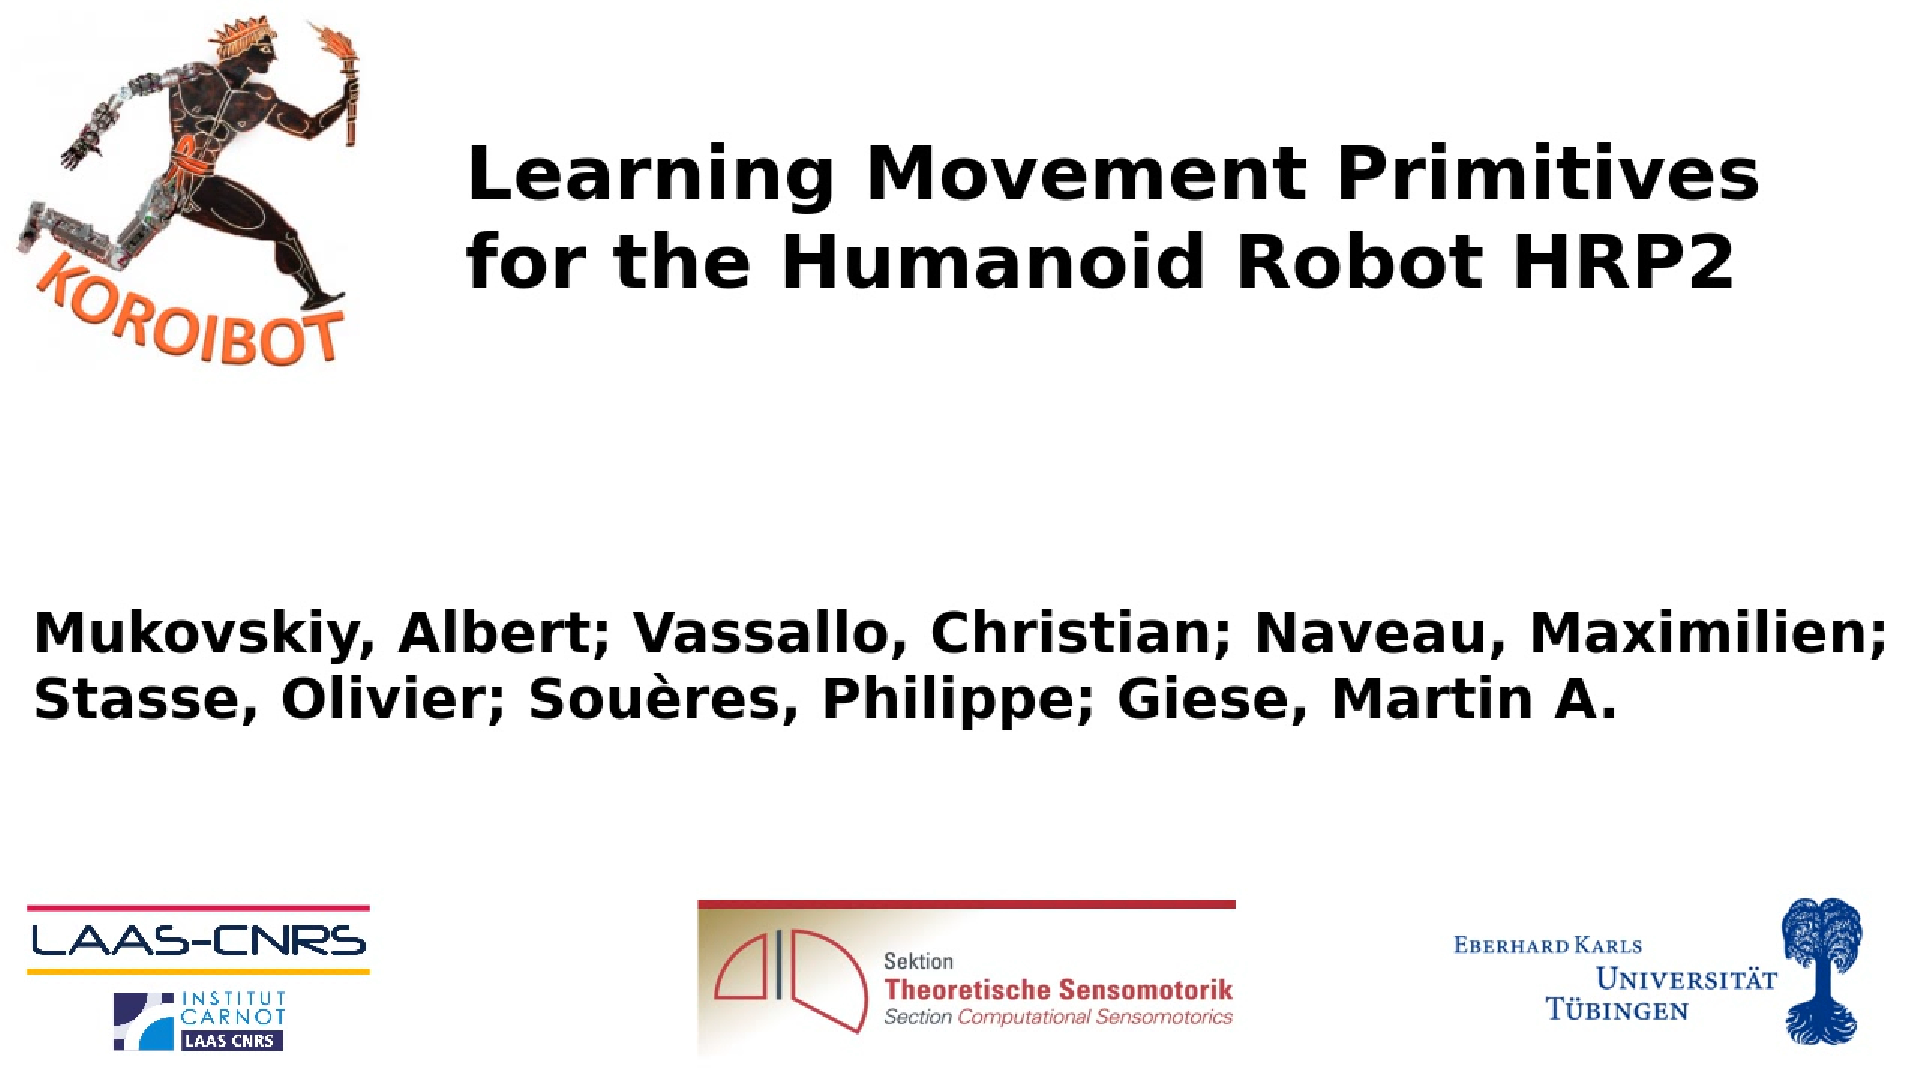 KOROIBOT
Learning Movement Primitives
for the Humanoid Robot HRP2
Mukovskiy, Albert; Vassallo, Christian; Naveau, Maximilien;
Stasse, Olivier; Souères, Philippe; Giese, Martin A.
LAAS-CNRS
INSTITUT
CARNOT
LAAS CNRS
Sektion
Theoretische Sensomotorik
Section Computational Sensomotorics
EBERHARD KARLS
UNIVERSITÄT
TÜBINGEN